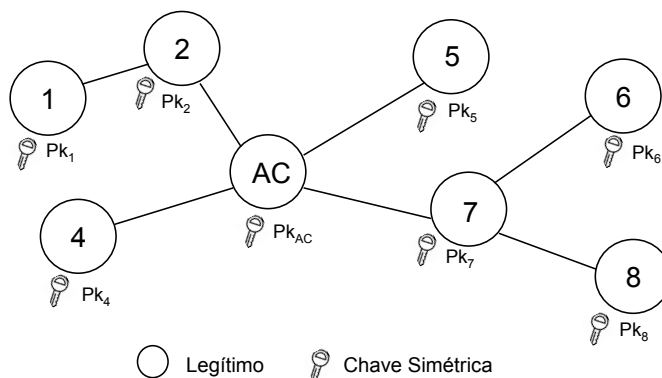 2
5
1
Pk2
6
Pk1
Pk5
AC
Pk6
4
7
PkAC
Pk7
8
Pk4
Pk8
Legítimo
Chave Simétrica